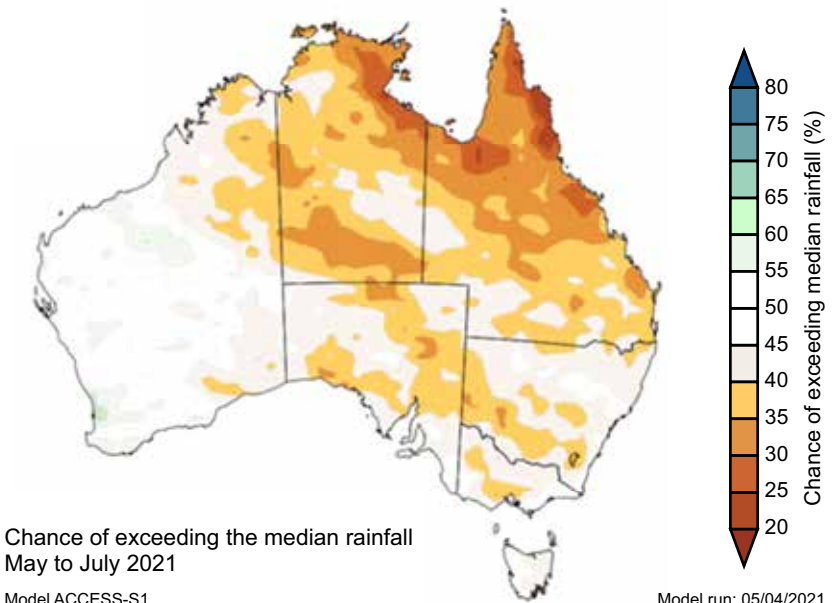 80
75
70
65
60
55
50
45
40
35
30
25
20
Chance of exceeding median rainfall (%)
Chance of exceeding the median rainfall
May to July 2021
Model ACCESS-S1
Model run: 05/04/2021